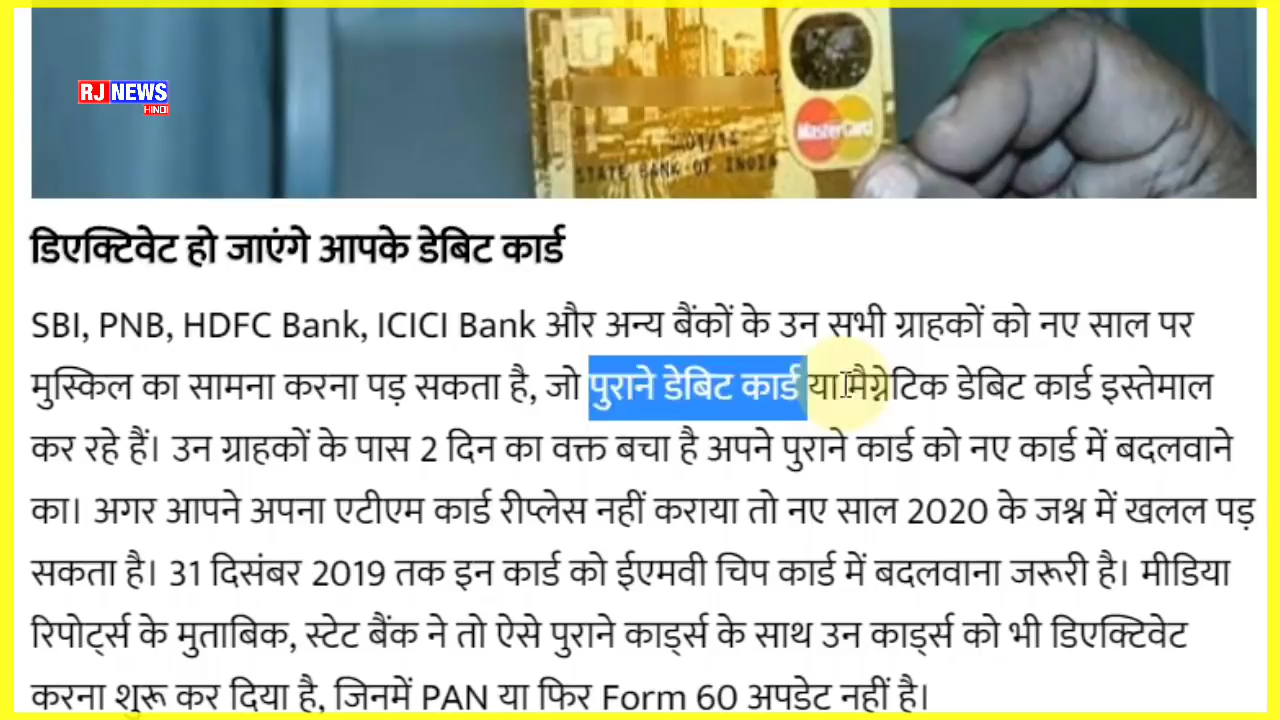 RJ NEWS
HINDI
MasterCard
STATE BANK OF INDIA
डिएक्टिवेट हो जाएंगे आपके डेबिट कार्ड
SBI, PNB, HDFC Bank, ICICI Bank और अन्य बैंकों के उन सभी ग्राहकों को नए साल पर
मुस्किल का सामना करना पड़ सकता है, जो पुराने डेबिट कार्ड या मैग्नेटिक डेबिट कार्ड इस्तेमाल
कर रहे हैं। उन ग्राहकों के पास 2 दिन का वक्त बचा है अपने पुराने कार्ड को नए कार्ड में बदलवाने
का। अगर आपने अपना एटीएम कार्ड रीप्लेस नहीं कराया तो नए साल 2020 के जश्न में खलल पड़
सकता है। 31 दिसंबर 2019 तक इन कार्ड को ईएमवी चिप कार्ड में बदलवाना जरूरी है। मीडिया
रिपोर्ट्स के मुताबिक, स्टेट बैंक ने तो ऐसे पुराने कार्ड्स के साथ उन कार्ड्स को भी डिएक्टिवेट
करना शुरू कर दिया है, जिनमें PAN या फिर Form 60 अपडेट नहीं है।